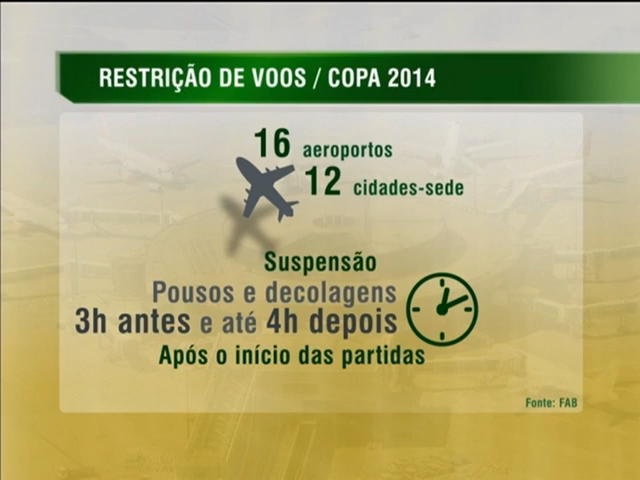 RESTRIÇÃO DE VOOS / COPA 2014
16 aeroportos
12 cidades-sede
Suspensão
Pousos e decolagens
3h antes e até 4h depois
Após o início das partidas
Fonte: FAB